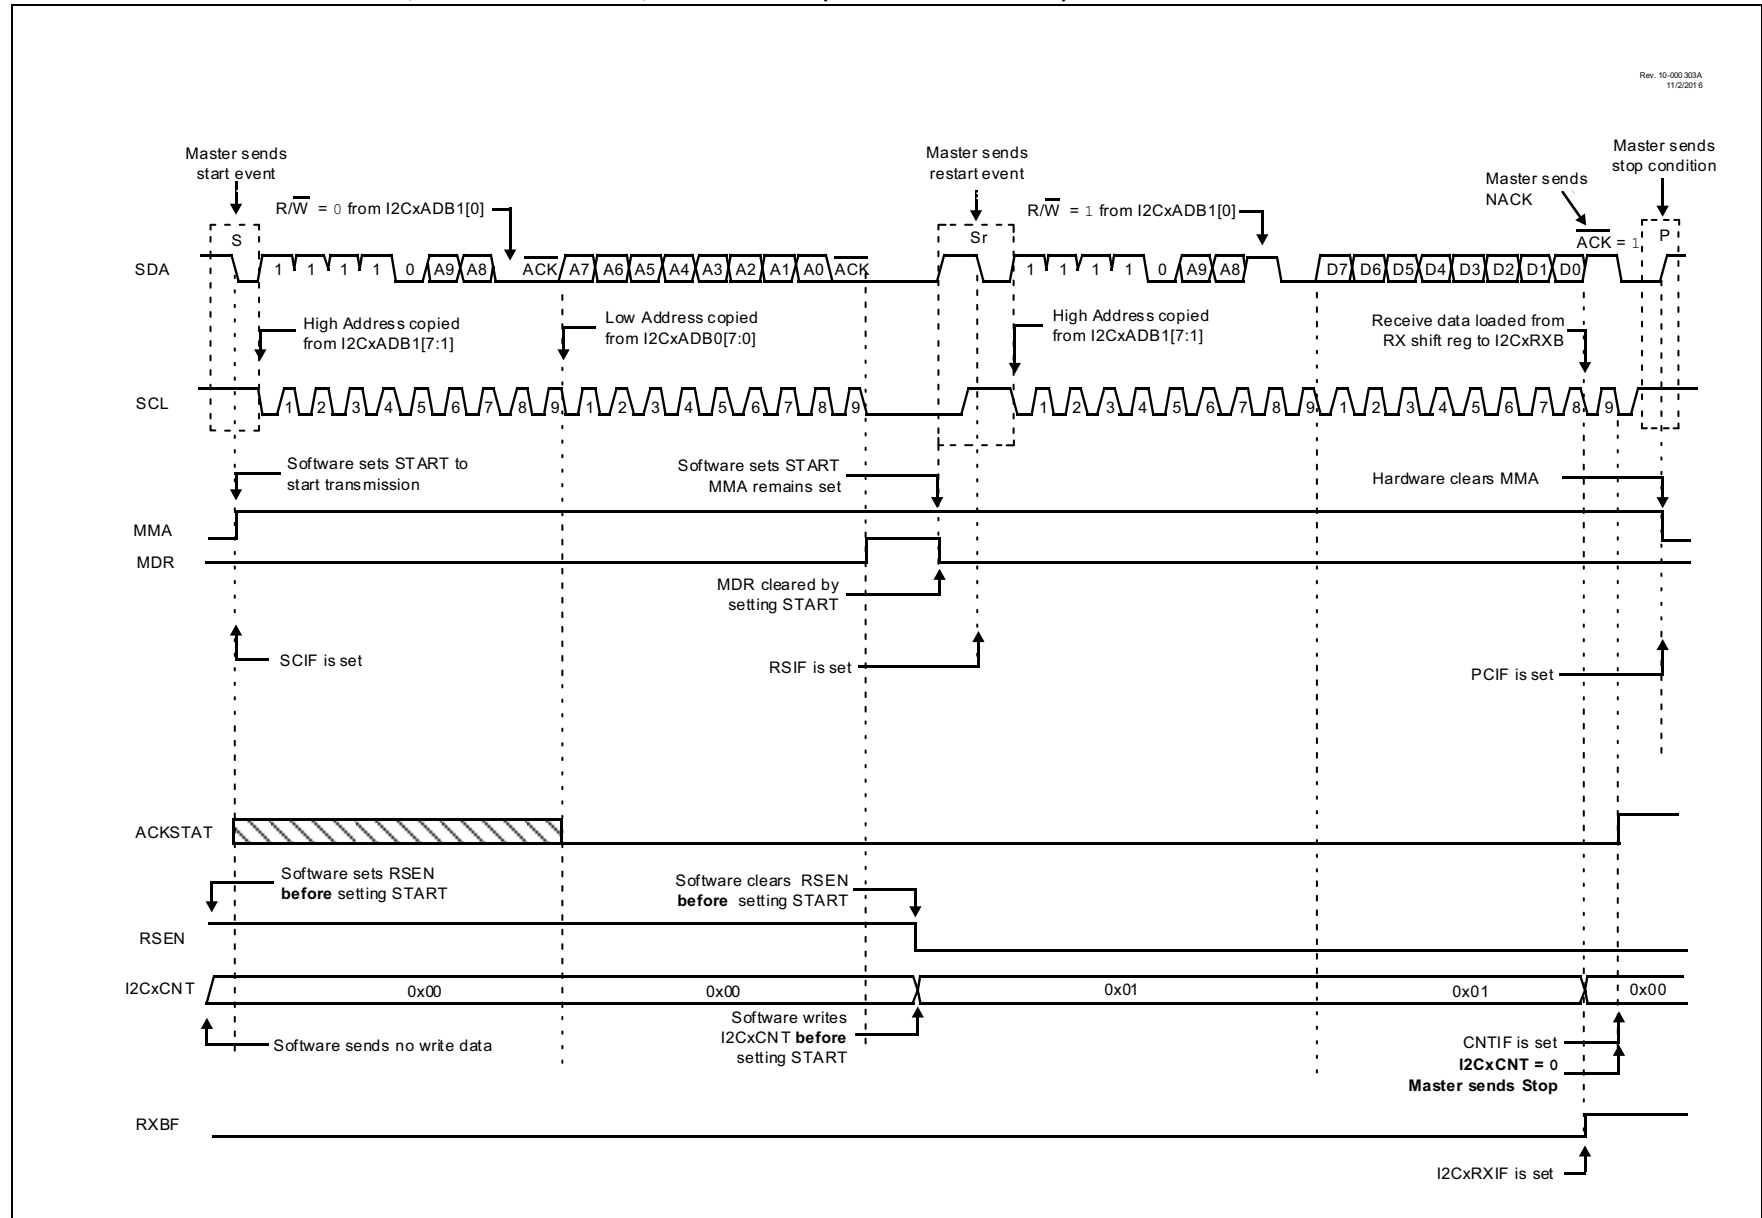 Rev. 10-000303A
11/2/2016
Master sends
start event
Master sends
restart event
Master sends
stop condition
Master sends
NACK
R/W = 0 from I2CxADB1[0]
R/W = 1 from I2CxADB1[0]
S
Sr
ACK = 1
P
SDA
1 1 1 1 0 A9 A8 ACK A7 A6 A5 A4 A3 A2 A1 A0 ACK 1 1 1 1 0 A9 A8 D7 D6 D5 D4 D3 D2 D1 D0
High Address copied
from I2CxADB1[7:1]
Low Address copied
from I2CxADB0[7:0]
High Address copied
from I2CxADB1[7:1]
Receive data loaded from
RX shift reg to I2CxRXB
SCL
1 2 3 4 5 6 7 8 9 1 2 3 4 5 6 7 8 9 1 2 3 4 5 6 7 8 9 1 2 3 4 5 6 7 8 9
Software sets START to
start transmission
Software sets START
MMA remains set
Hardware clears MMA
MMA
MDR
MDR cleared by
setting START
SCIF is set
RSIF is set
PCIF is set
ACKSTAT
Software sets RSEN
before setting START
Software clears RSEN
before setting START
RSEN
I2CxCNT
0x00 0x00 0x01 0x01 0x00
Software sends no write data
Software writes
I2CxCNT before
setting START
CNTIF is set
I2CxCNT = 0
Master sends Stop
RXBF
I2CxRXIF is set